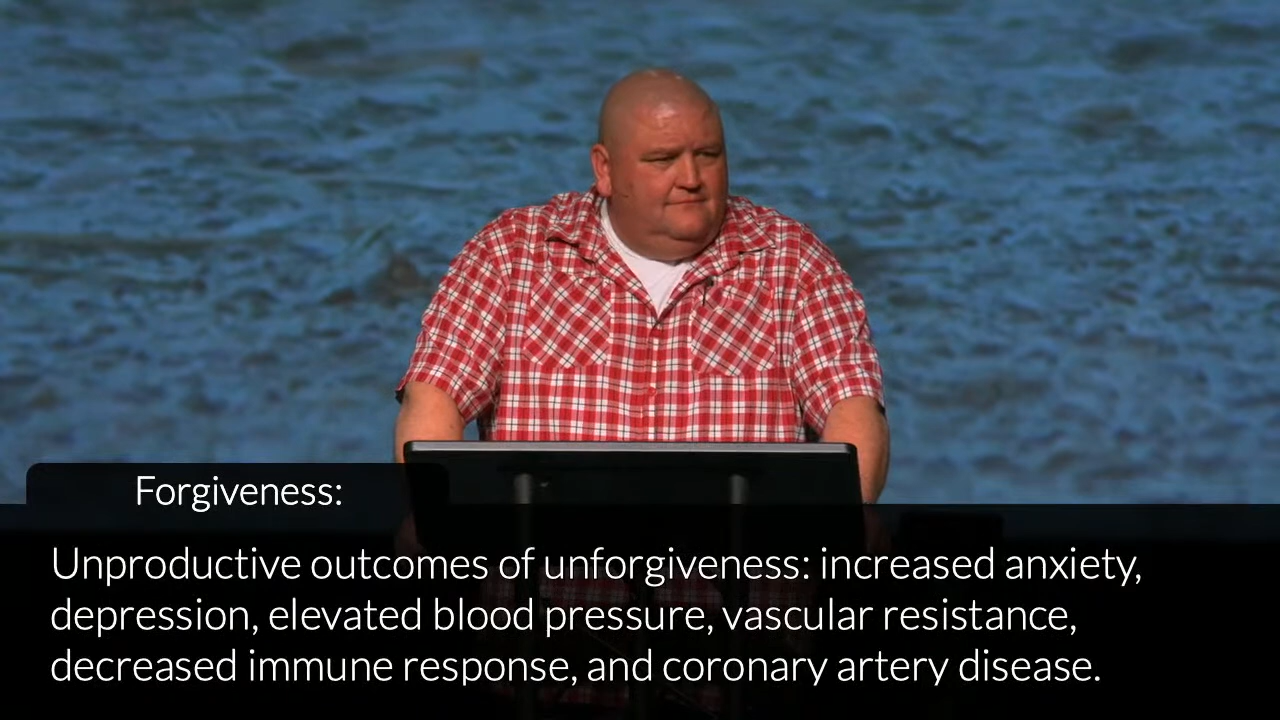 Forgiveness:
Unproductive outcomes of unforgiveness: increased anxiety,
depression, elevated blood pressure, vascular resistance,
decreased immune response, and coronary artery disease.